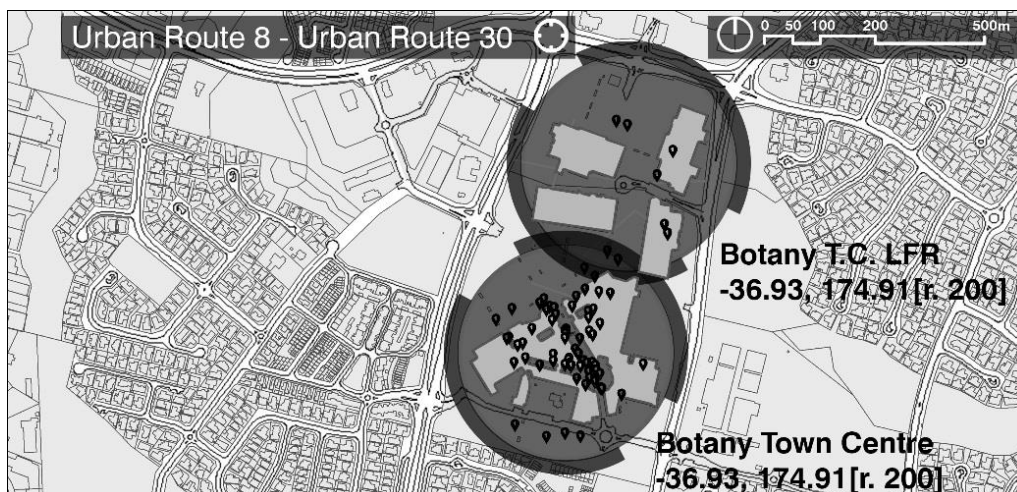 Urban Route 8 - Urban Route 30
0 50 100 200 500m
Botany T.C. LFR
-36.93, 174.91[r. 200]
Botany Town Centre
-36.93, 174.91[r. 200]